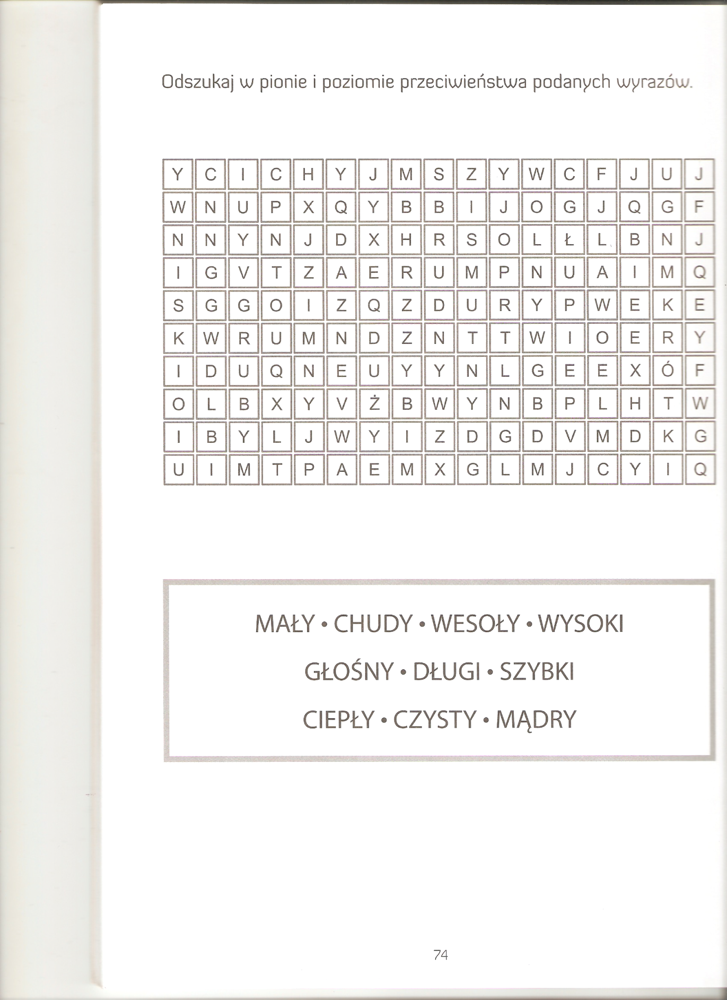 Odszukaj w pionie i poziomie przeciwieństwa podanych wyrazów.
Y C I C H Y J M S Z Y W C F J U J
W N U P X Q Y B B I J O G J Q G F
N N Y N J D X H R S O L Ł L B N J
I G V T Z A E R U M P N U A I M Q
S G G O I Z Q Z D U R Y P W E K E
K W R U M N D Z N T T W I O E R Y
I D U Q N E U Y Y N L G E E X Ó F
O L B X Y V Ż B W Y N B P L H T W
I B Y L J W Y I Z D G D V M D K G
U I M T P A E M X G L M J C Y I Q
MAŁY • CHUDY • WESOŁY • WYSOKI
GŁOŚNY • DŁUGI • SZYBKI
CIEPŁY • CZYSTY • MĄDRY
74